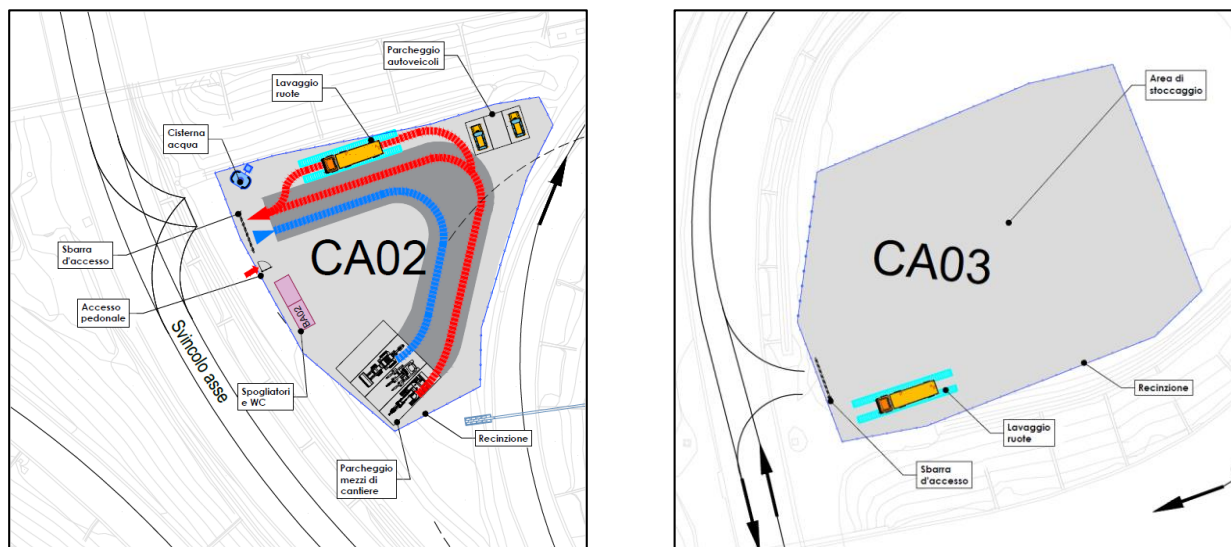 Parcheggio
autoveicoli
Lavaggio
ruote
Cisterna
acqua
Sbarra
d'accesso
CA02
Accesso
pedonale
BA02
Svincolo asse
Spogliatori
e WC
Recinzione
Parcheggio
mezzi di
cantiere
Area di
stoccaggio
CA03
Recinzione
Lavaggio
ruote
Sbarra
d'accesso